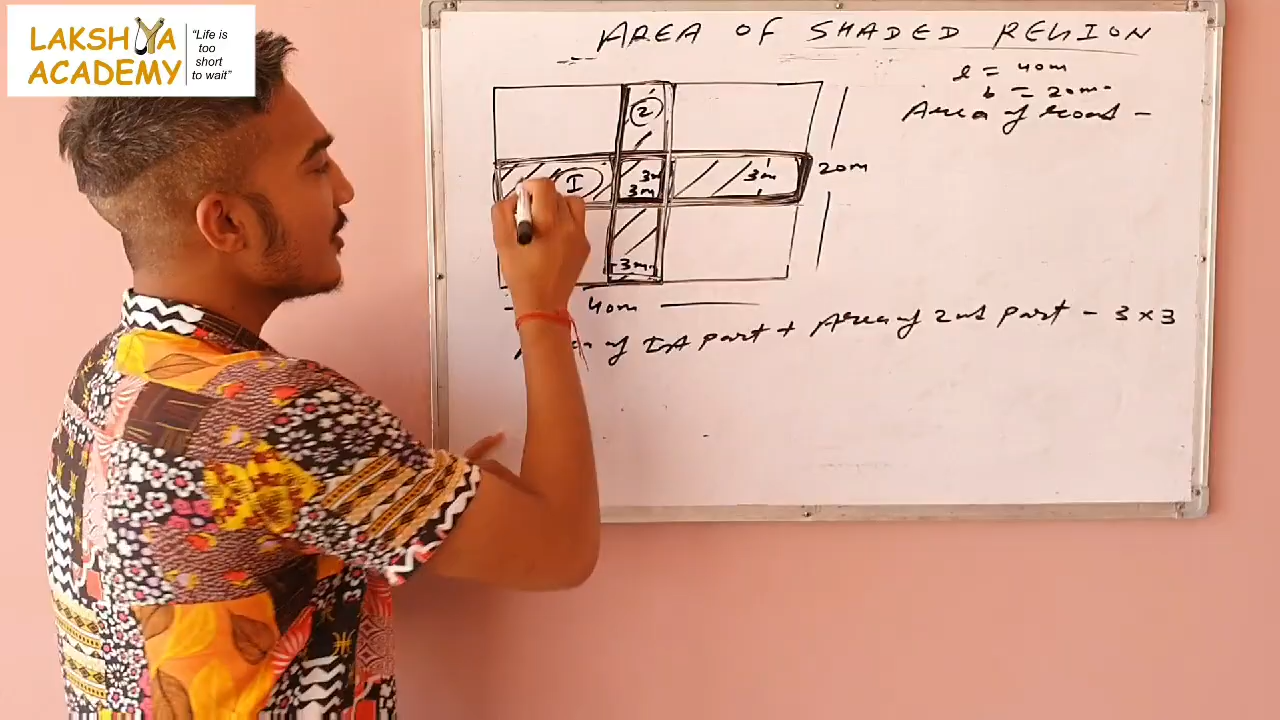 LAKSHYA
ACADEMY
“Life is
too
short
to wait”
AREA OF SHADED REGION
l = 40m
b = 20m
Area of road -
2
I
3m
3m
3m
20m
3m
40m
of Ist part + Area of 2nd part - 3 × 3